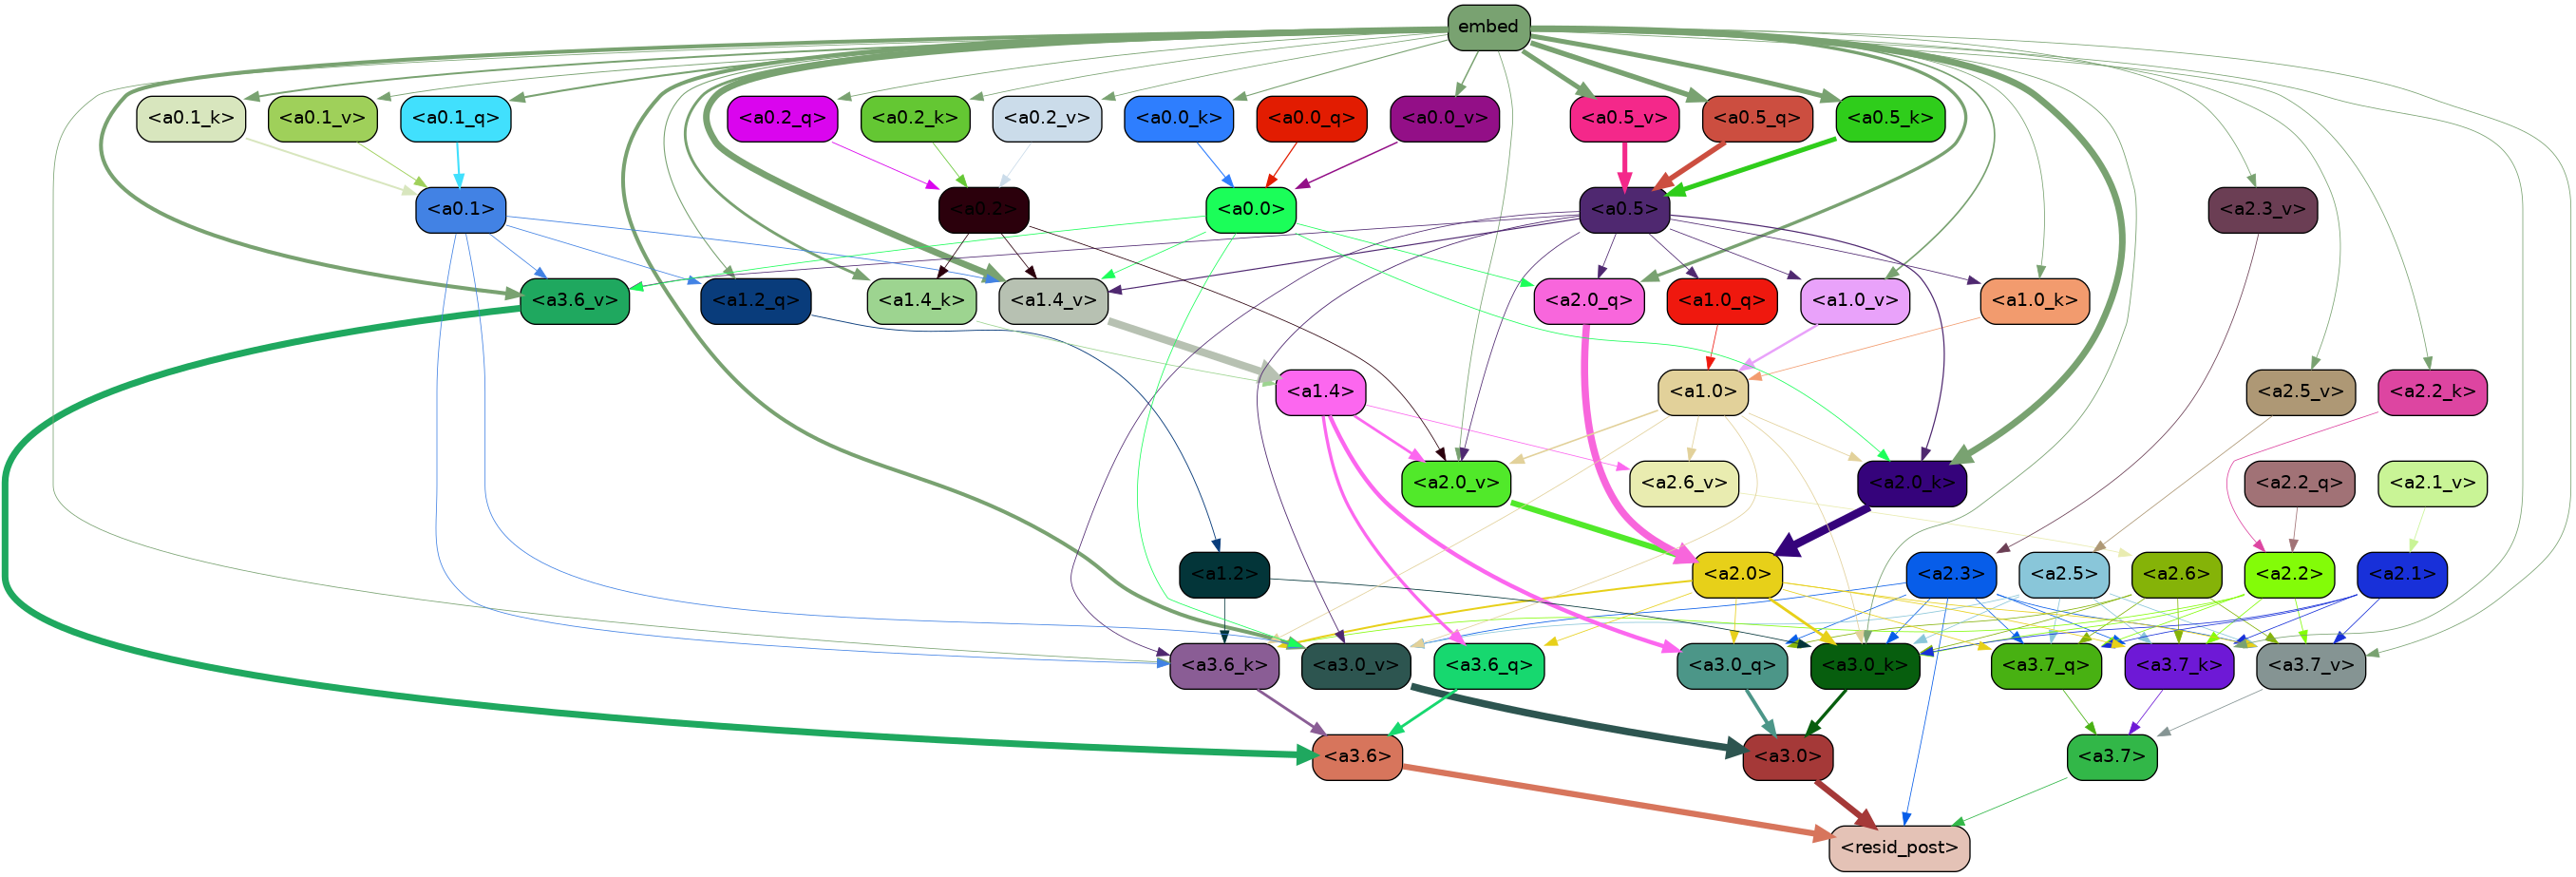 embed
<a0.1_k>
<a0.1_v>
<a0.1_q>
<a0.2_q>
<a0.2_k>
<a0.2_v>
<a0.0_k>
<a0.0_q>
<a0.0_v>
<a0.5_v>
<a0.5_q>
<a0.5_k>
<a0.1>
<a0.2>
<a0.0>
<a0.5>
<a2.3_v>
<a3.6_v>
<a1.2_q>
<a1.4_k>
<a1.4_v>
<a2.0_q>
<a1.0_q>
<a1.0_v>
<a1.0_k>
<a1.4>
<a1.0>
<a2.5_v>
<a2.2_k>
<a2.0_v>
<a2.6_v>
<a2.0_k>
<a2.2_q>
<a2.1_v>
<a1.2>
<a2.0>
<a2.3>
<a2.5>
<a2.6>
<a2.2>
<a2.1>
<a3.6_k>
<a3.0_v>
<a3.6_q>
<a3.0_q>
<a3.0_k>
<a3.7_q>
<a3.7_k>
<a3.7_v>
<a3.6>
<a3.0>
<a3.7>
<resid_post>